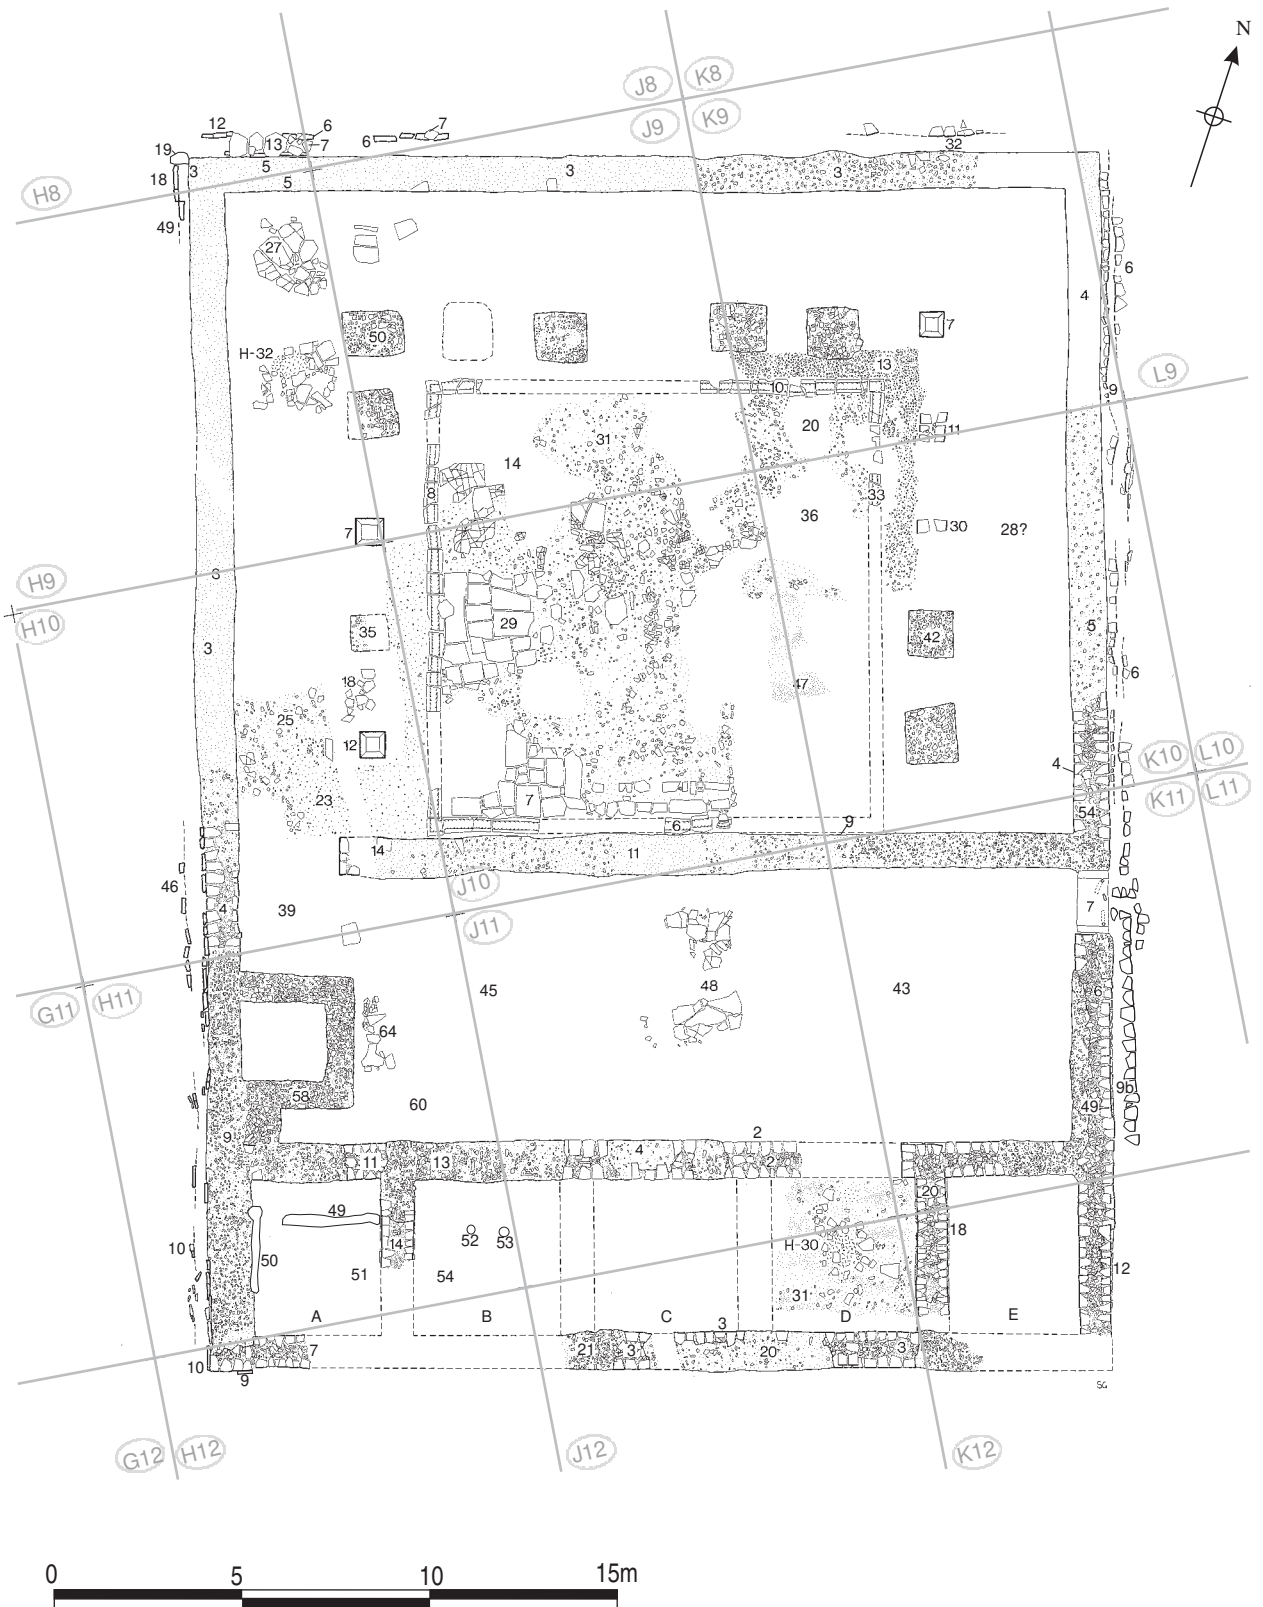 N
J8 K8
J9 K9
12 6 7
13 7 6
19 3 5 3 3 32
18 5
H8
49
27 6
4
50 7
H-32 13
L9
10 9
20 11
31
14
8 33
36 30 28?
7
3
H9
H10
35 29 42 5
3
18 47 6
25
12 K10 L10
4
23 7 K11 L11
54
6 9
14 11
J10
46 7
4 39 J11
45 48 43 6
G11 H11
64
58 60 9b
49
9 2
11 13 4 2
20
49 18
14 52 53 H-30
10 50
51 54 12
31
A B C D E
3
7 21 3 20 3
10
9 SG
G12 H12 J12 K12
0 5 10 15m